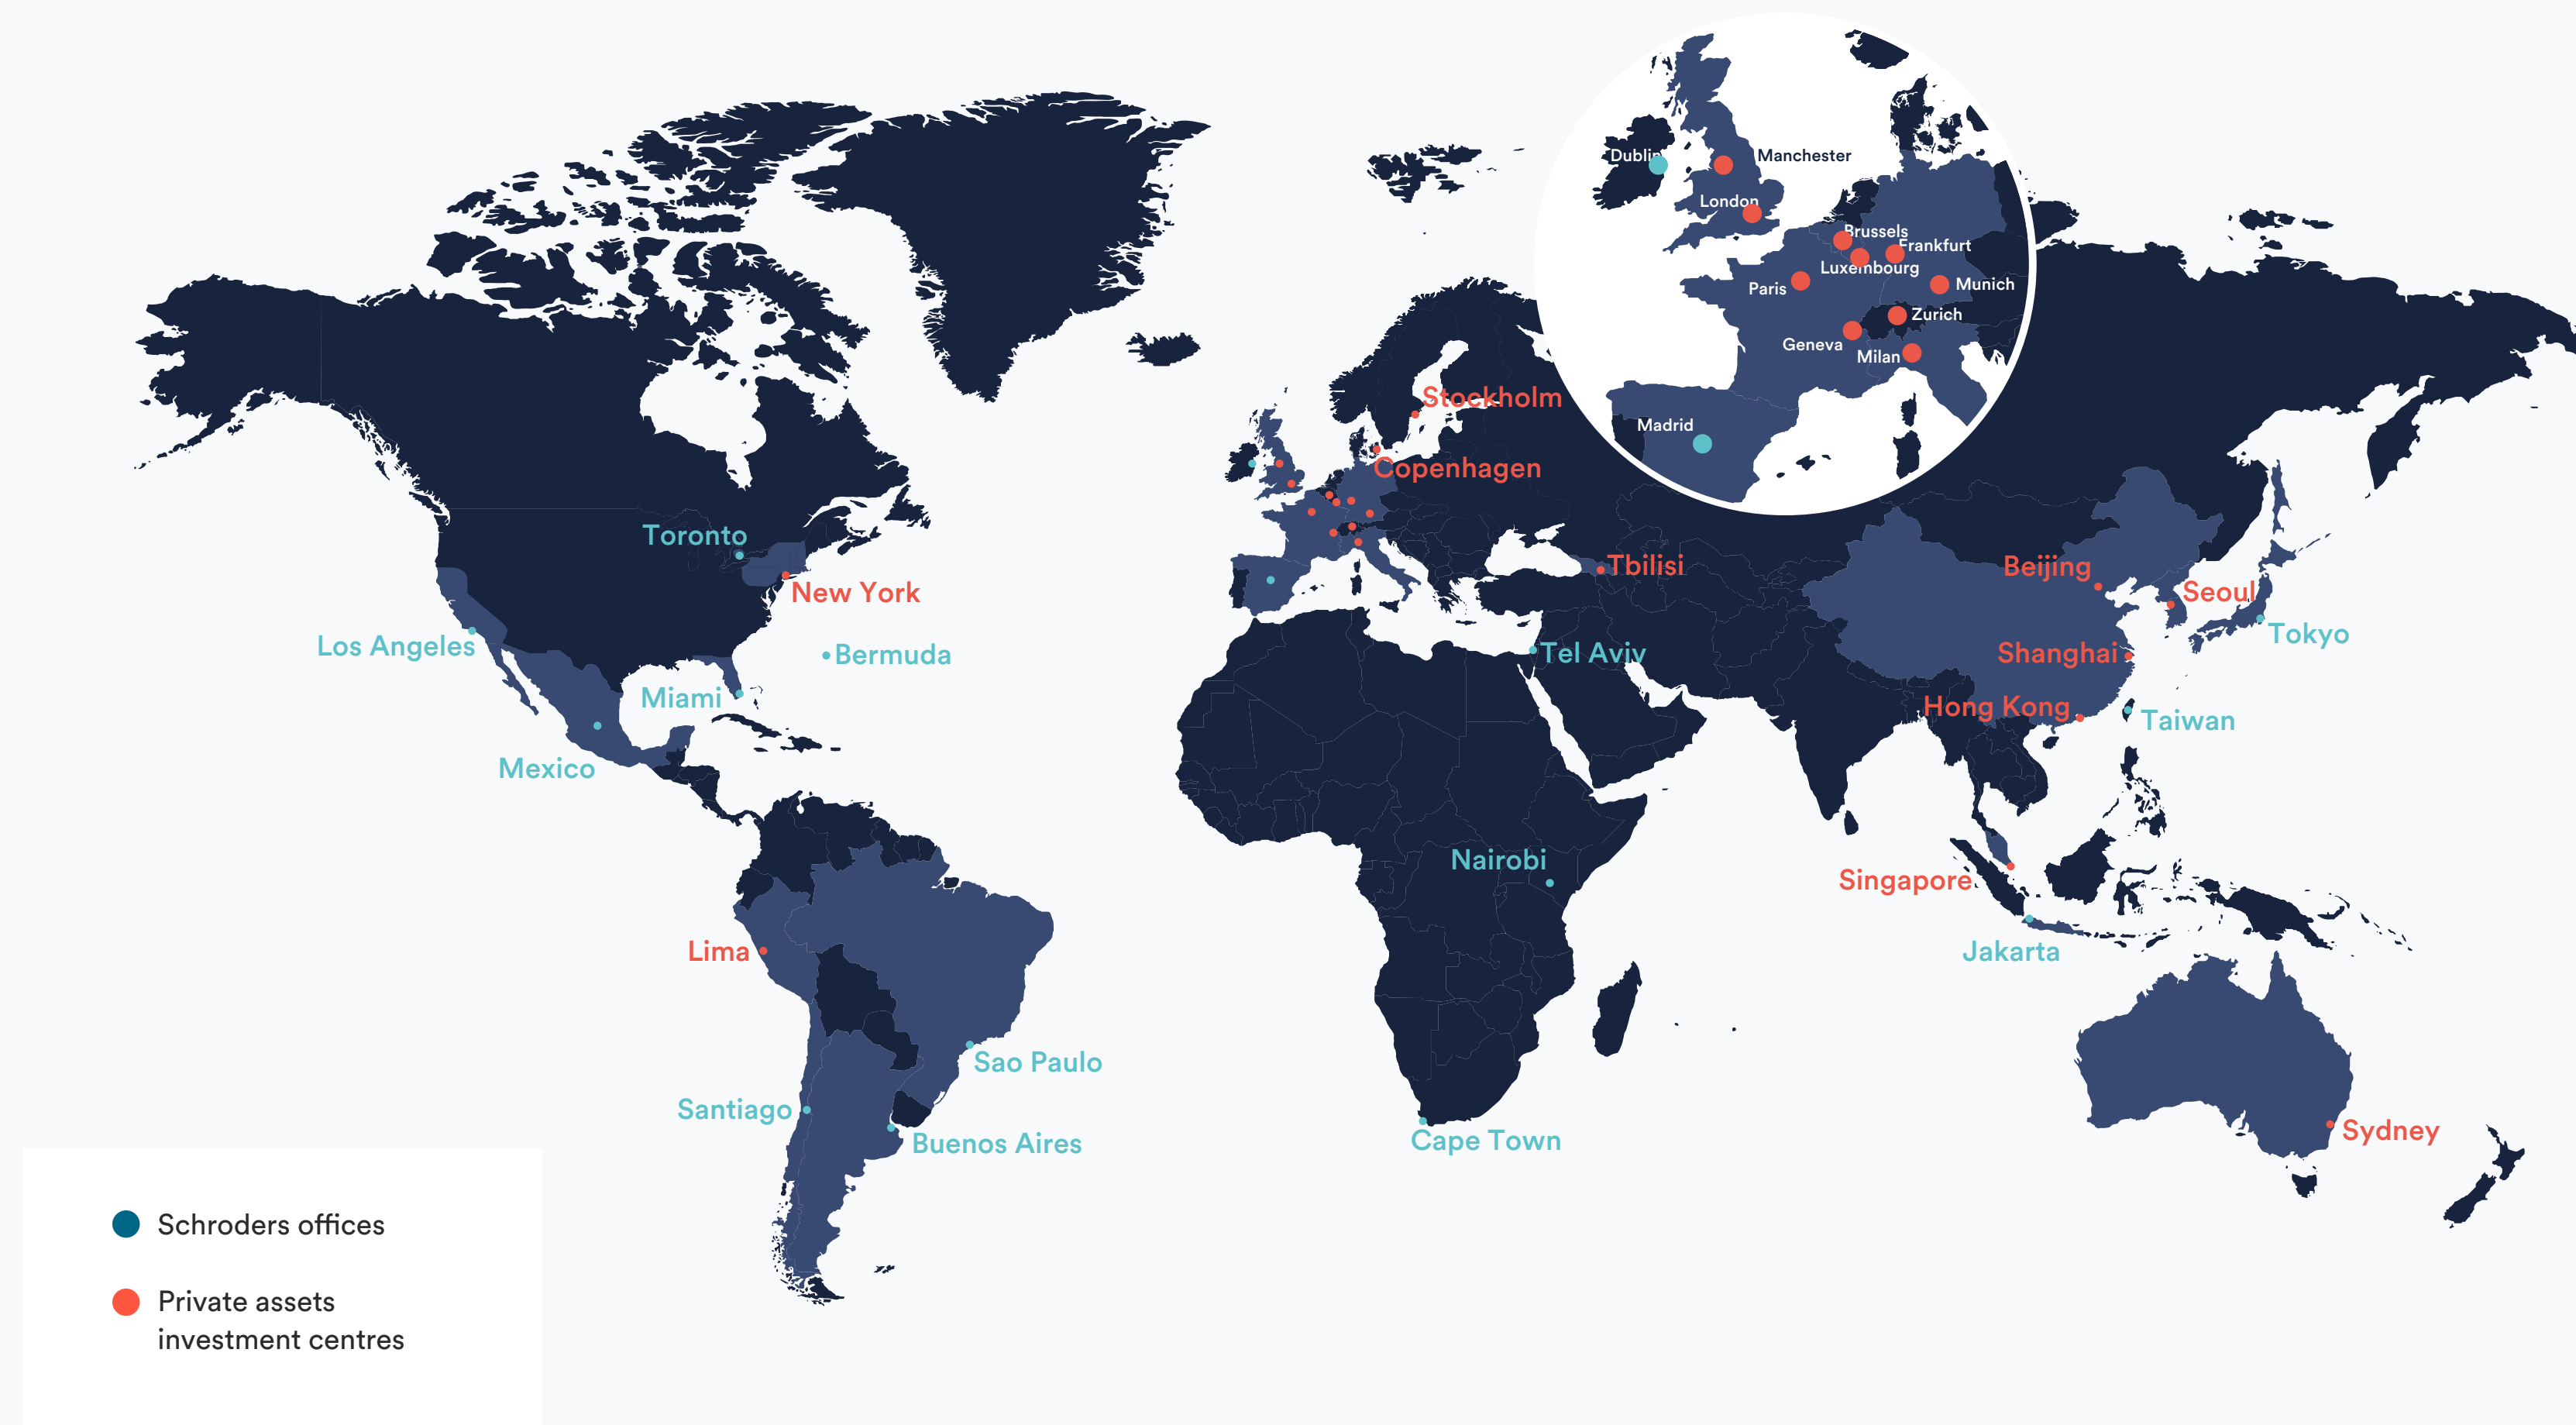 Dublin
Manchester
London
Brussels
Frankfurt
Luxembourg
Paris
Munich
Zurich
Geneva
Milan
Madrid
Stockholm
Copenhagen
Toronto
New York
Los Angeles
Bermuda
Miami
Mexico
Tbilisi
Tel Aviv
Beijing
Seoul
Tokyo
Shanghai
Hong Kong
Taiwan
Nairobi
Singapore
Jakarta
Lima
Sao Paulo
Santiago
Buenos Aires
Cape Town
Sydney
Schroders offices
Private assets
investment centres